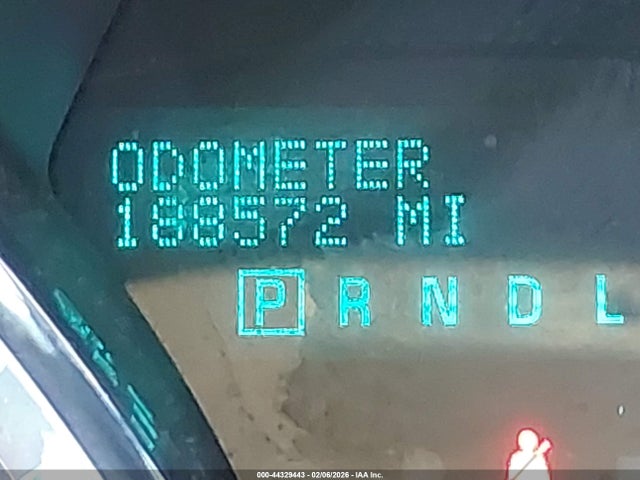 ODOMETER
188572 MI
P R N D L
000-44329443 - 02/06/2026 - IAA Inc.